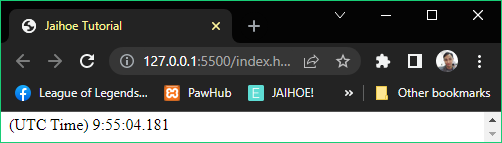 Jaihoe Tutorial
127.0.0.1:5500/index.h...
League of Legends... PawHub JAIHOE! » Other bookmarks
(UTC Time) 9:55:04.181